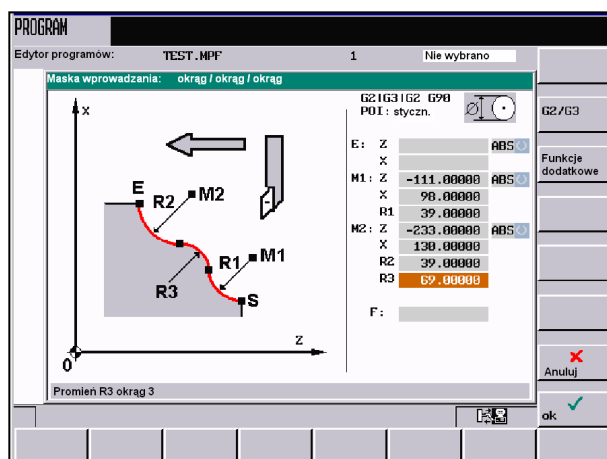 PROGRAM
Edytor programów: TEST.MPF 1 Nie wybrano
Maska wprowadzania: okrąg / okrąg / okrąg
G2|G3|G2 G90
POI: styczn.
E: Z ABS
X
M1: Z -111.00000 ABS
X 98.00000
R1 39.00000
M2: Z -233.00000 ABS
X 130.00000
R2 39.00000
R3 69.00000
F:
x
E
R2
M2
R1
M1
R3
S
z
0
Promień R3 okrąg 3
G2/G3
Funkcje
dodatkowe
Anuluj
ok